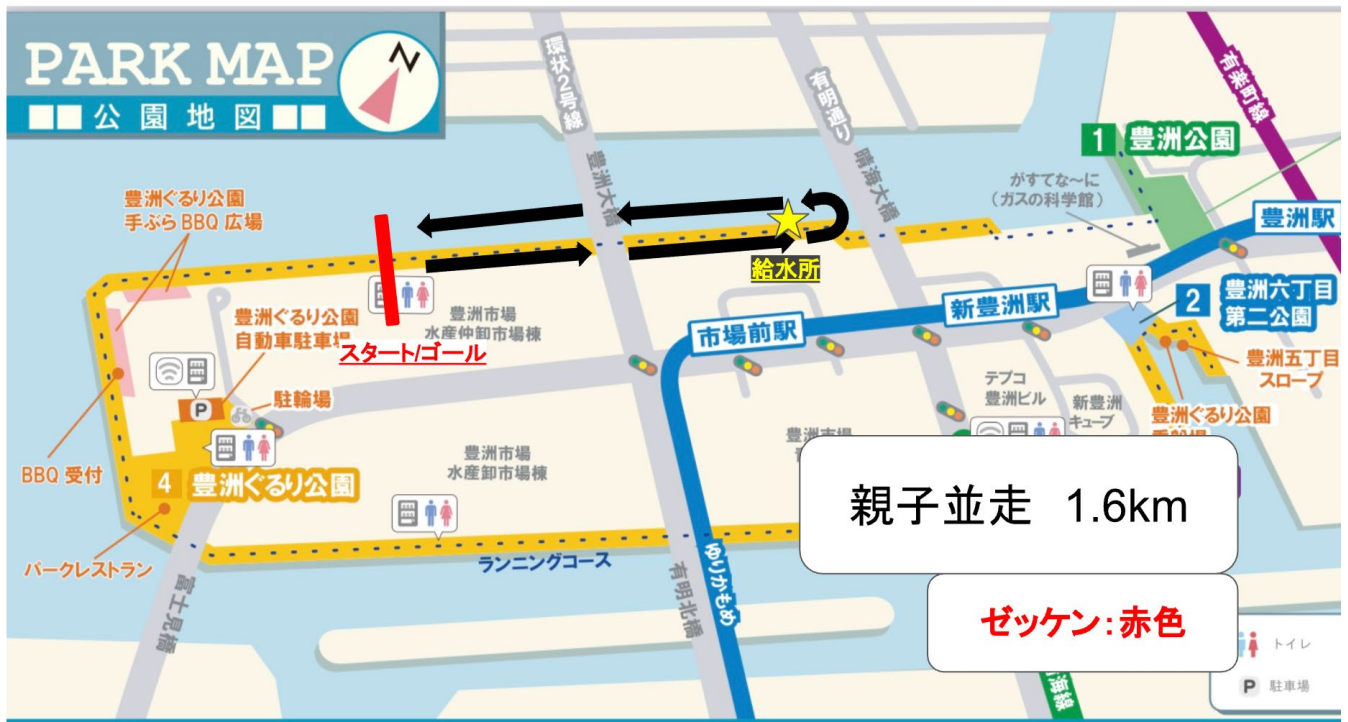 PARK MAP
公園地図
N
環状2号線
豊洲大橋
有明通り
晴海大橋
有楽町線
1 豊洲公園
がすてな〜に
(ガスの科学館)
豊洲駅
豊洲ぐるり公園
手ぶらBBQ広場
給水所
新豊洲駅
2 豊洲六丁目
第二公園
豊洲市場
水産仲卸市場棟
豊洲ぐるり公園
自動車駐車場
スタート/ゴール
市場前駅
豊洲五丁目
スロープ
P
駐輪場
テプコ
豊洲ビル
新豊洲
キューブ
豊洲ぐるり公園
BBQ 受付
4 豊洲ぐるり公園
豊洲市場
水産卸市場棟
豊洲市場
親子並走 1.6km
パークレストラン
ランニングコース
富士見橋
有明北橋
ゆりかもめ
ゼッケン:赤色
海線
トイレ
P 駐車場